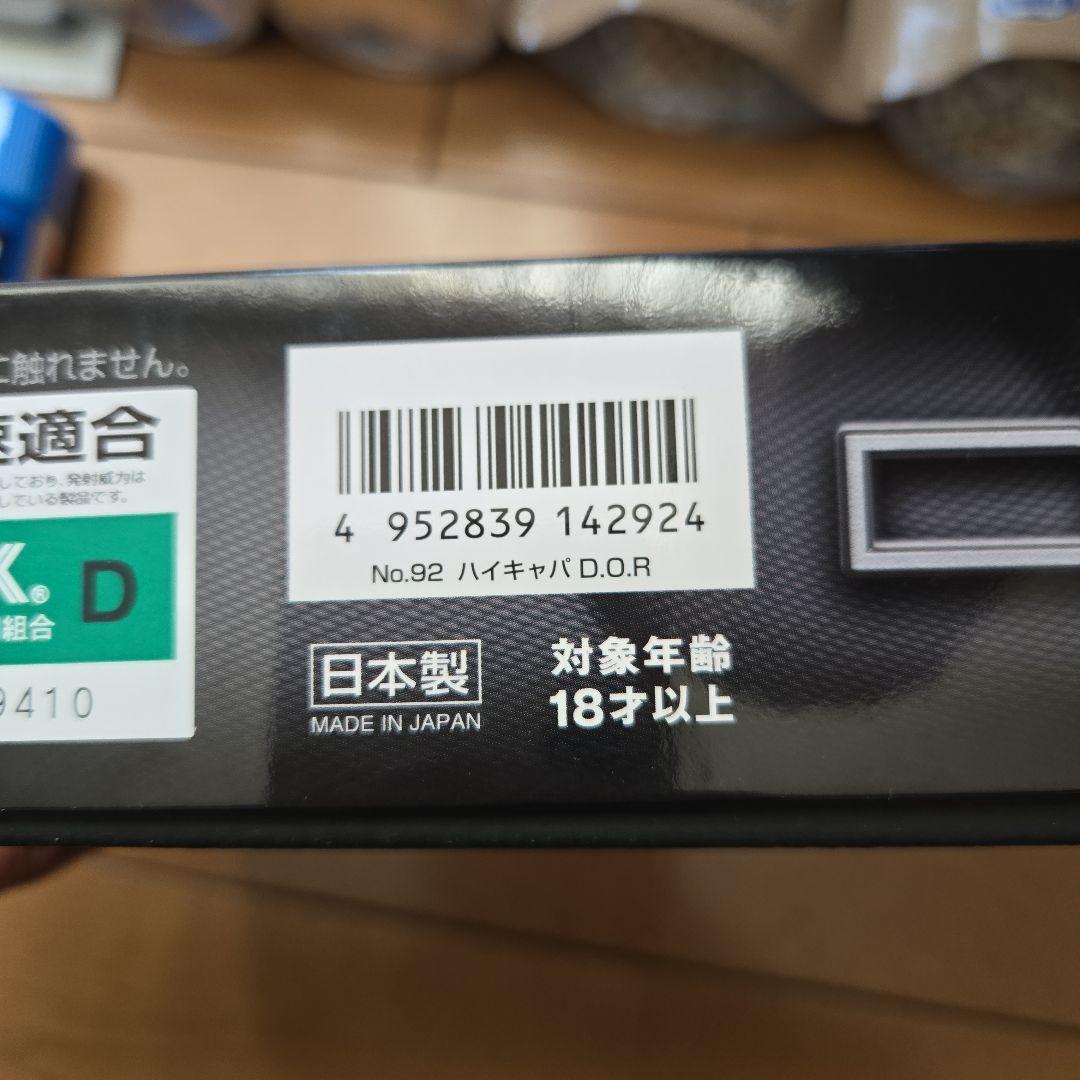 に触れません。
適合
しており、発射威力は
している製品です。
K® D
組合
9410
4 952839 142924
No.92 ハイキャパ D.O.R
日本製
MADE IN JAPAN
対象年齢
18才以上